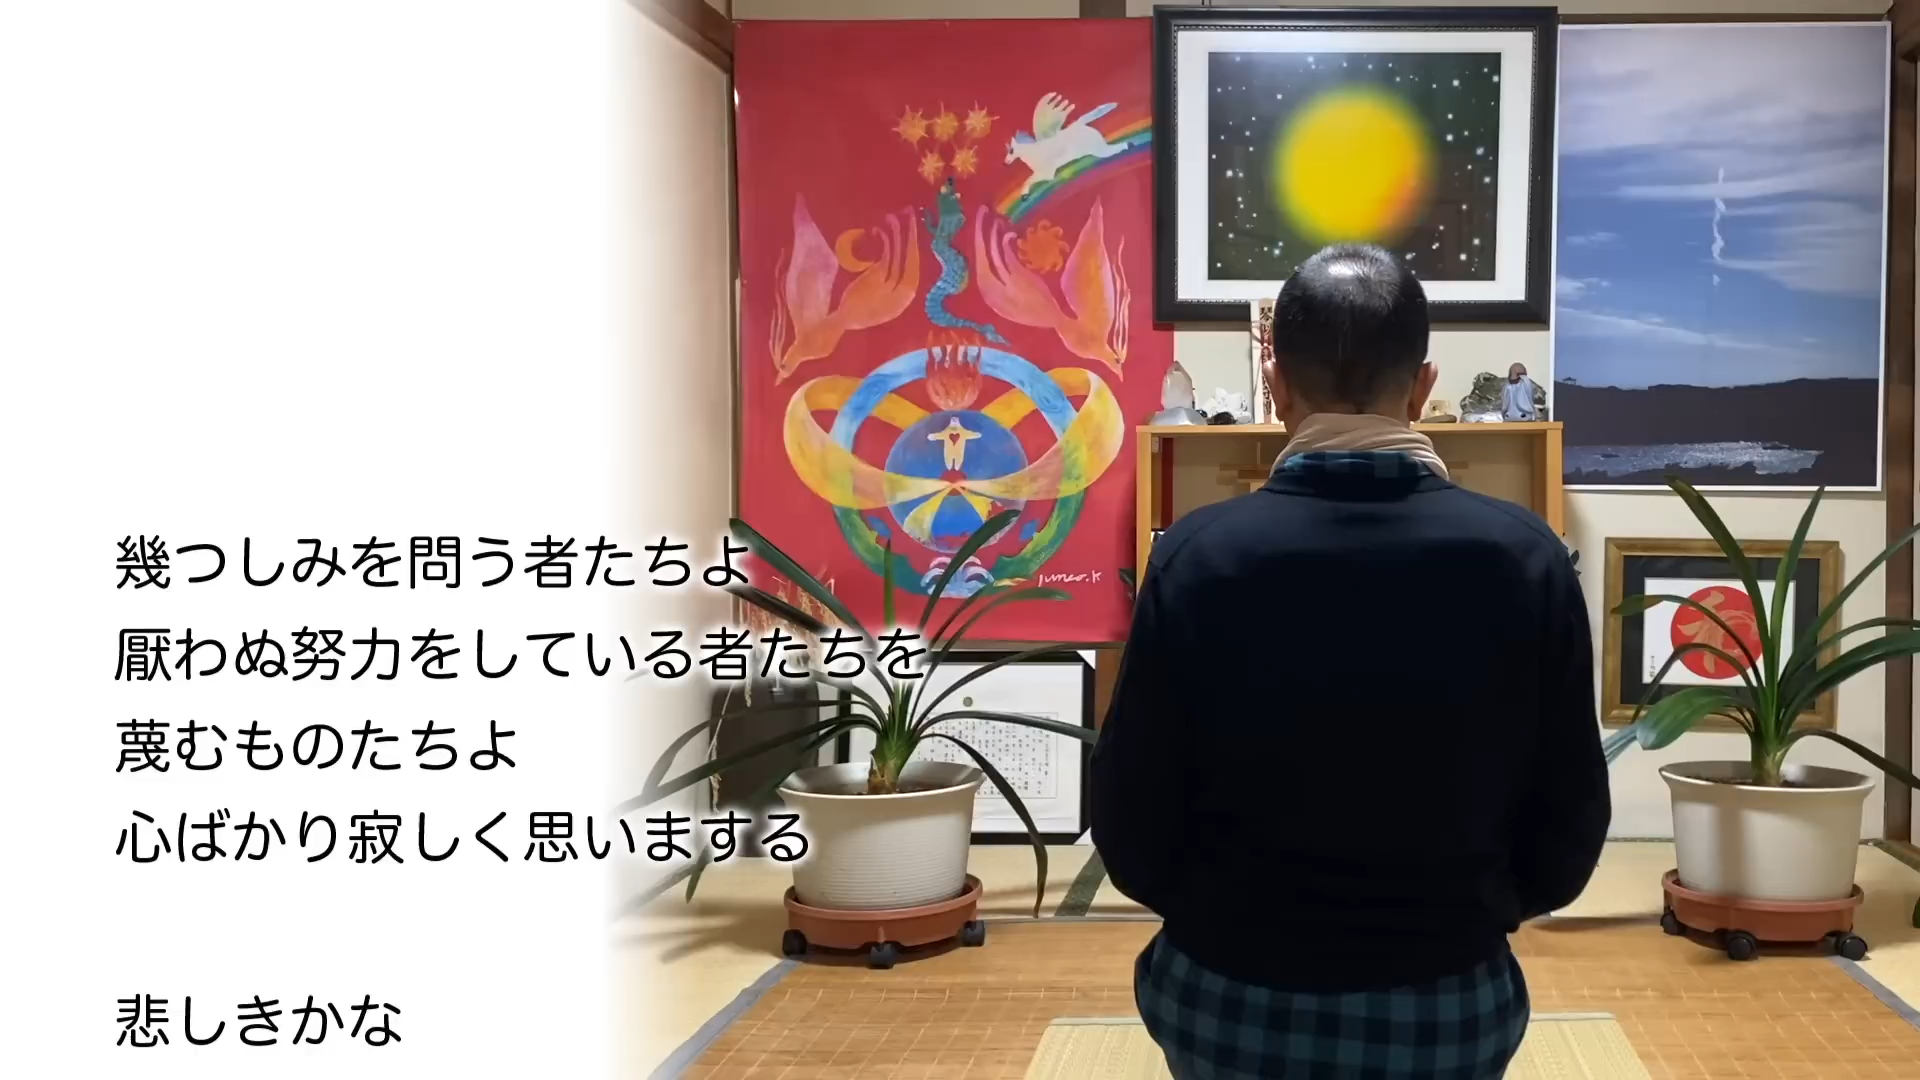 幾つしみを問う者たちよ
厭わぬ努力をしている者たちを
蔑むものたちよ
心ばかり寂しく思いまする
悲しきかな
Junco.K